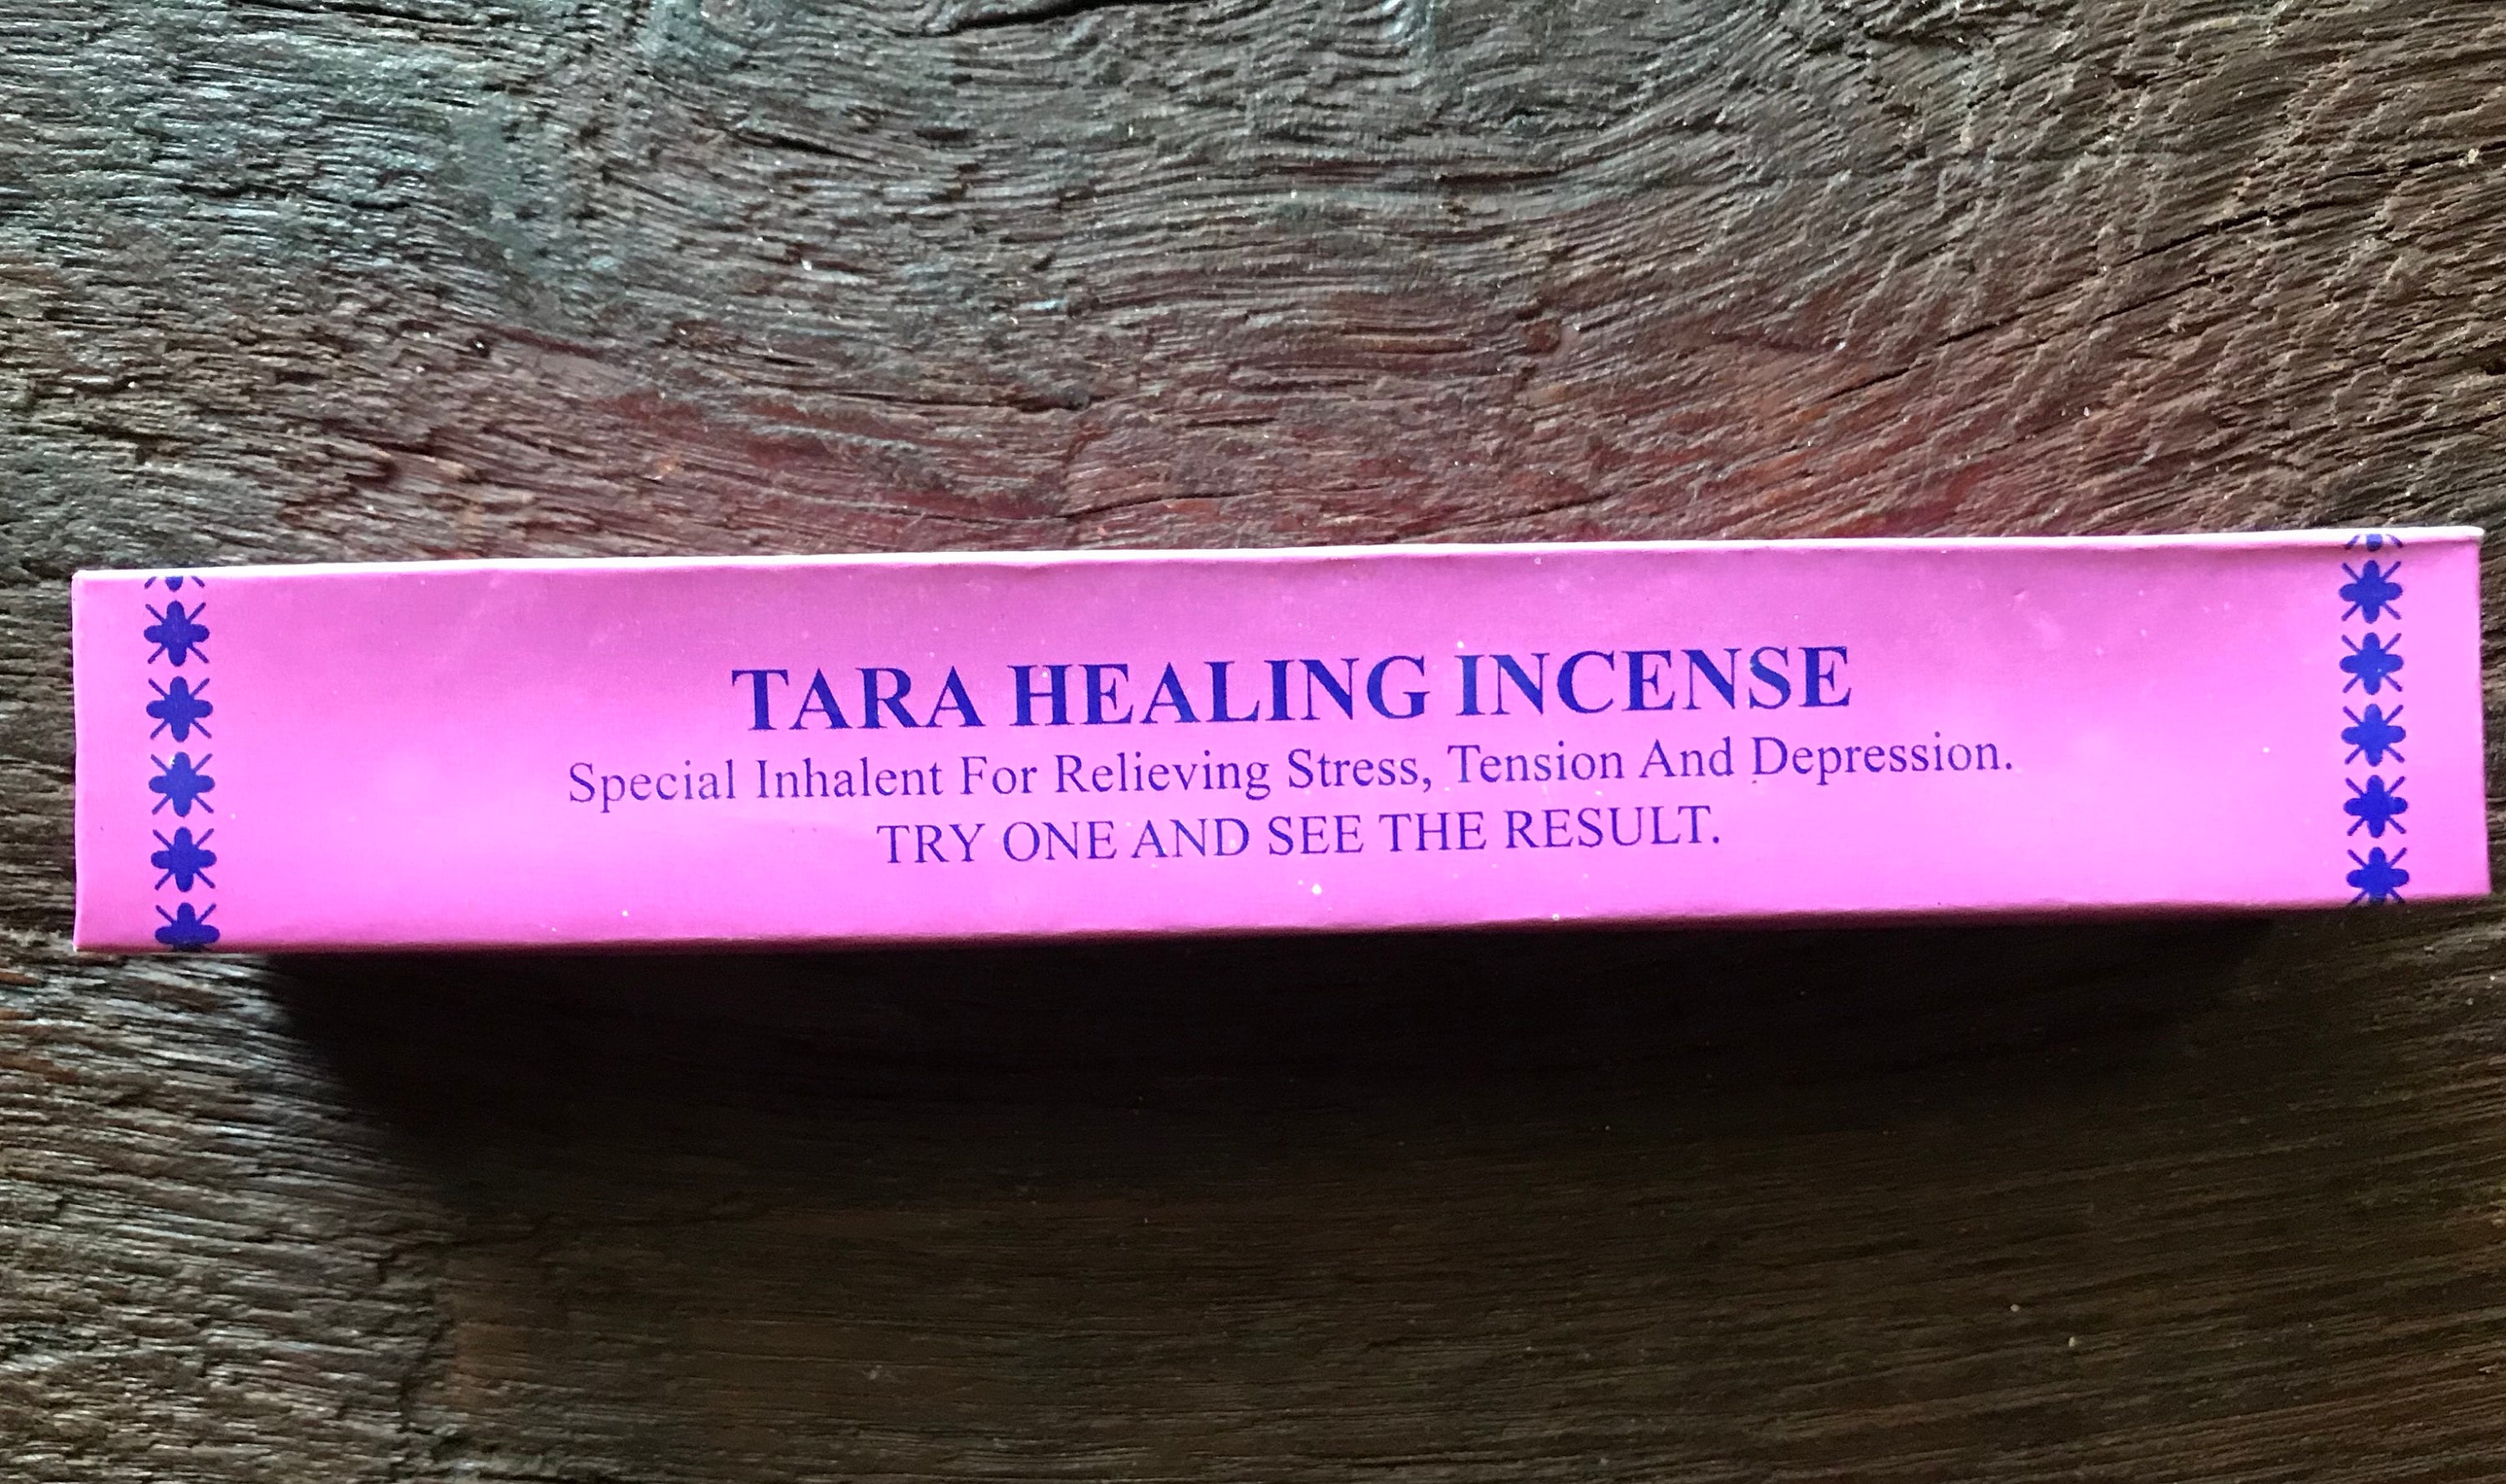 TARA HEALING INCENSE
Special Inhalent For Relieving Stress, Tension And Depression.
TRY ONE AND SEE THE RESULT.